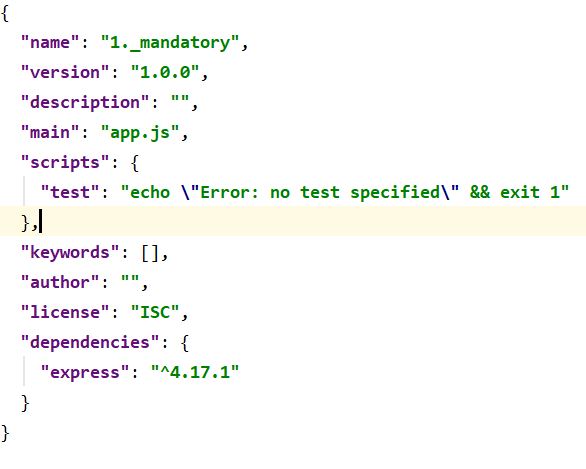 {
  "name": "1._mandatory",
  "version": "1.0.0",
  "description": "",
  "main": "app.js",
  "scripts": {
    "test": "echo \"Error: no test specified\" && exit 1"
  },
  "keywords": [],
  "author": "",
  "license": "ISC",
  "dependencies": {
    "express": "^4.17.1"
  }
}